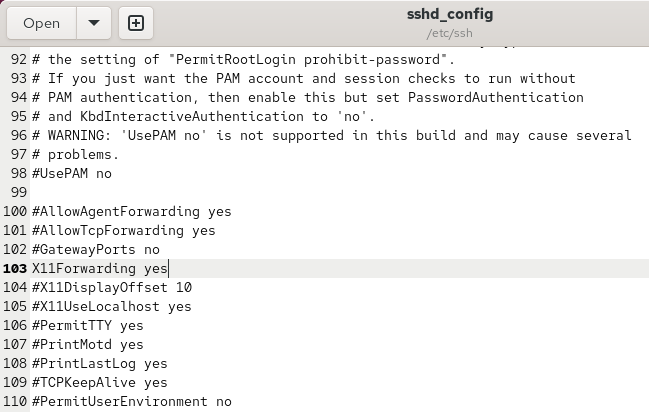 Open
sshd_config
/etc/ssh
92 # the setting of "PermitRootLogin prohibit-password".
93 # If you just want the PAM account and session checks to run without
94 # PAM authentication, then enable this but set PasswordAuthentication
95 # and KbdInteractiveAuthentication to 'no'.
96 # WARNING: 'UsePAM no' is not supported in this build and may cause several
97 # problems.
98 #UsePAM no
99
100 #AllowAgentForwarding yes
101 #AllowTcpForwarding yes
102 #GatewayPorts no
103 X11Forwarding yes
104 #X11DisplayOffset 10
105 #X11UseLocalhost yes
106 #PermitTTY yes
107 #PrintMotd yes
108 #PrintLastLog yes
109 #TCPKeepAlive yes
110 #PermitUserEnvironment no